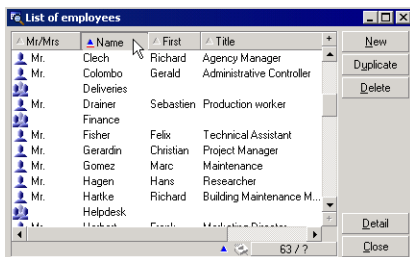 List of employees
Mr/Mrs Name First Title + New
Mr. Clech Richard Agency Manager
Mr. Colombo Gerald Administrative Controller Duplicate
Deliveries Delete
Mr. Drainer Sebastien Production worker
Finance
Mr. Fisher Felix Technical Assistant
Mr. Gerardin Christian Project Manager
Mr. Gomez Marc Maintenance
Mr. Hagen Hans Researcher
Mr. Hartke Richard Building Maintenance M...
Helpdesk
Detail
63 / ? Close